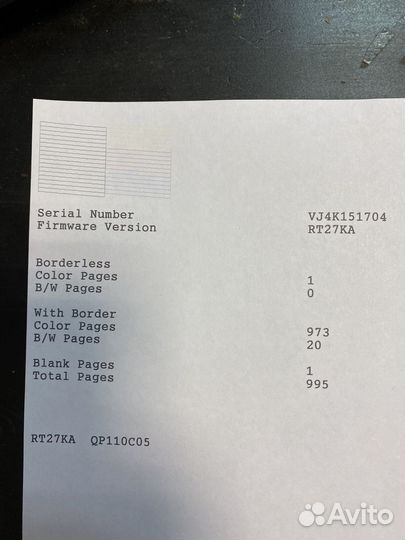 Serial Number VJ4K151704
Firmware Version RT27KA
Borderless
Color Pages 1
B/W Pages 0
With Border
Color Pages 973
B/W Pages 20
Blank Pages 1
Total Pages 995
RT27KA QP110C05
Avito